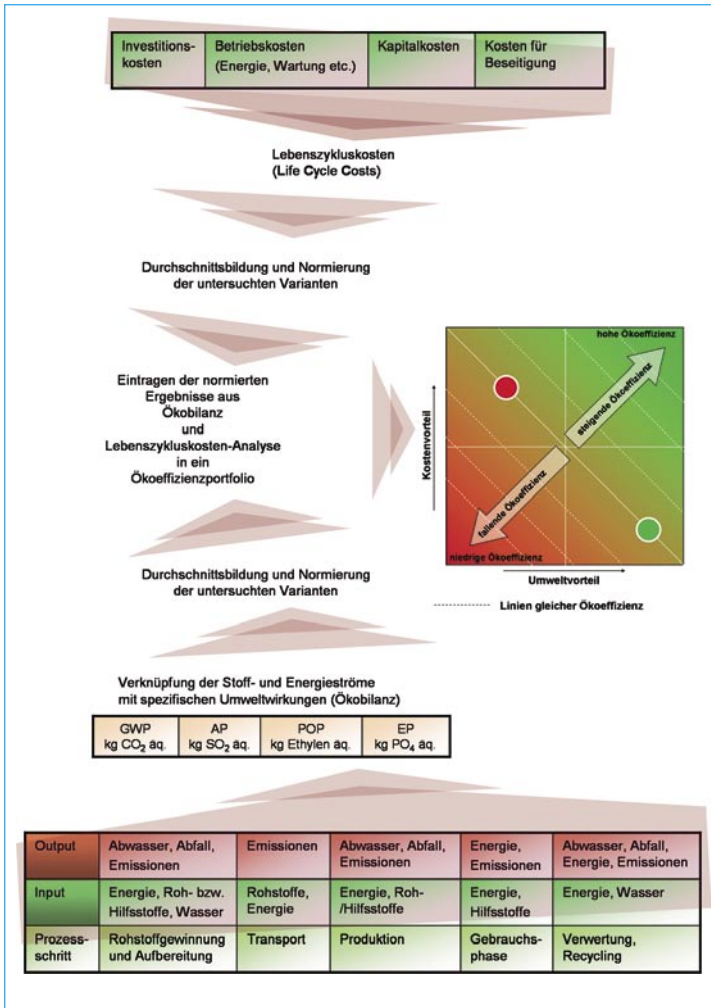 Investitions-
kosten
Betriebskosten
(Energie, Wartung etc.)
Kapitalkosten
Kosten für
Beseitigung
Lebenszykluskosten
(Life Cycle Costs)
Durchschnittsbildung und Normierung
der untersuchten Varianten
Eintragen der normierten
Ergebnisse aus
Ökobilanz
und
Lebenszykluskosten-Analyse
in ein
Ökoeffizienzportfolio
hohe Ökoeffizienz
steigende Ökoeffizienz
Kostenvorteil
fallende Ökoeffizienz
niedrige Ökoeffizienz
Umweltvorteil
Linien gleicher Ökoeffizienz
Durchschnittsbildung und Normierung
der untersuchten Varianten
Verknüpfung der Stoff- und Energieströme
mit spezifischen Umweltwirkungen (Ökobilanz)
GWP
kg CO₂ äq.
AP
kg SO₂ äq.
POP
kg Ethylen äq.
EP
kg PO₄ äq.
Output
Abwasser, Abfall,
Emissionen
Emissionen
Abwasser, Abfall,
Emissionen
Energie,
Emissionen
Abwasser, Abfall,
Energie, Emissionen
Input
Energie, Roh- bzw.
Hilfsstoffe, Wasser
Rohstoffe,
Energie
Energie, Roh-
/Hilfsstoffe
Energie,
Hilfsstoffe
Energie, Wasser
Prozess-
schritt
Rohstoffgewinnung
und Aufbereitung
Transport
Produktion
Gebrauchs-
phase
Verwertung,
Recycling